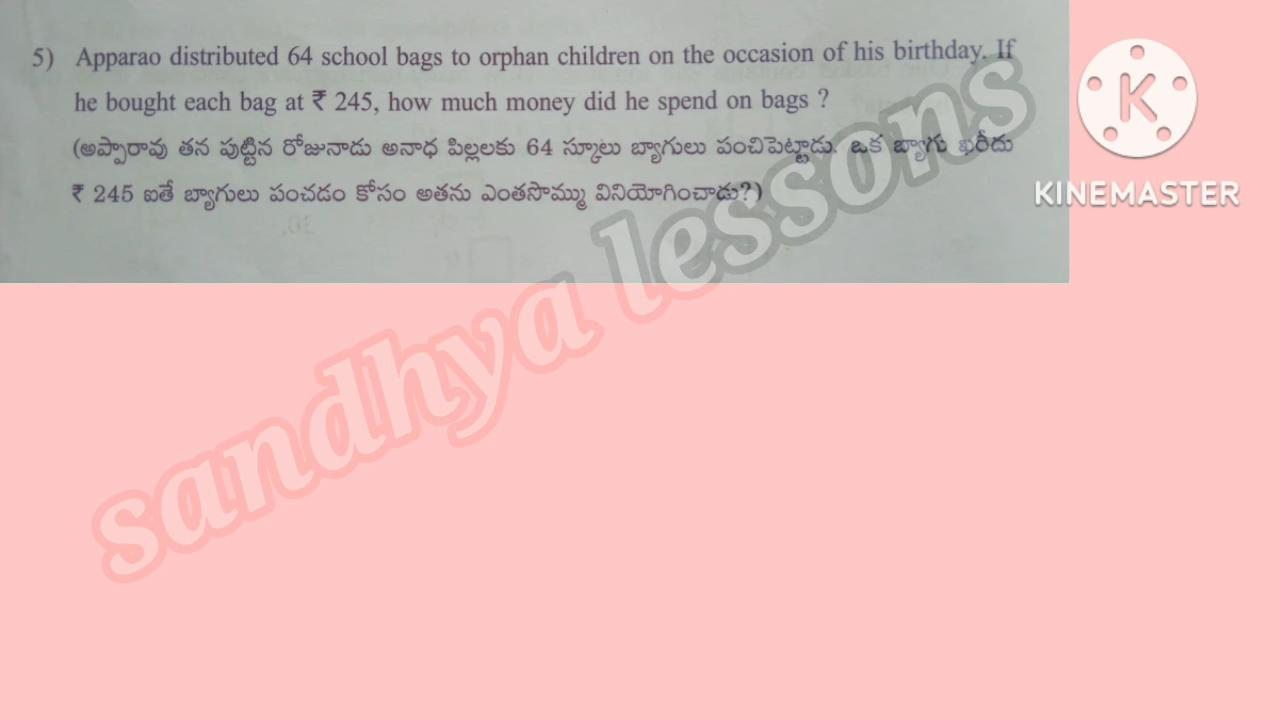 5) Apparao distributed 64 school bags to orphan children on the occasion of his birthday. If
he bought each bag at ₹ 245, how much money did he spend on bags ?
(అప్పారావు తన పుట్టిన రోజునాడు అనాధ పిల్లలకు 64 స్కూలు బ్యాగులు పంచిపెట్టాడు. ఒక బ్యాగు ఖరీదు
₹ 245 ఐతే బ్యాగులు పంచడం కోసం అతను ఎంతసొమ్ము వినియోగించాడు?)
K
KINEMASTER
sandhya lessons